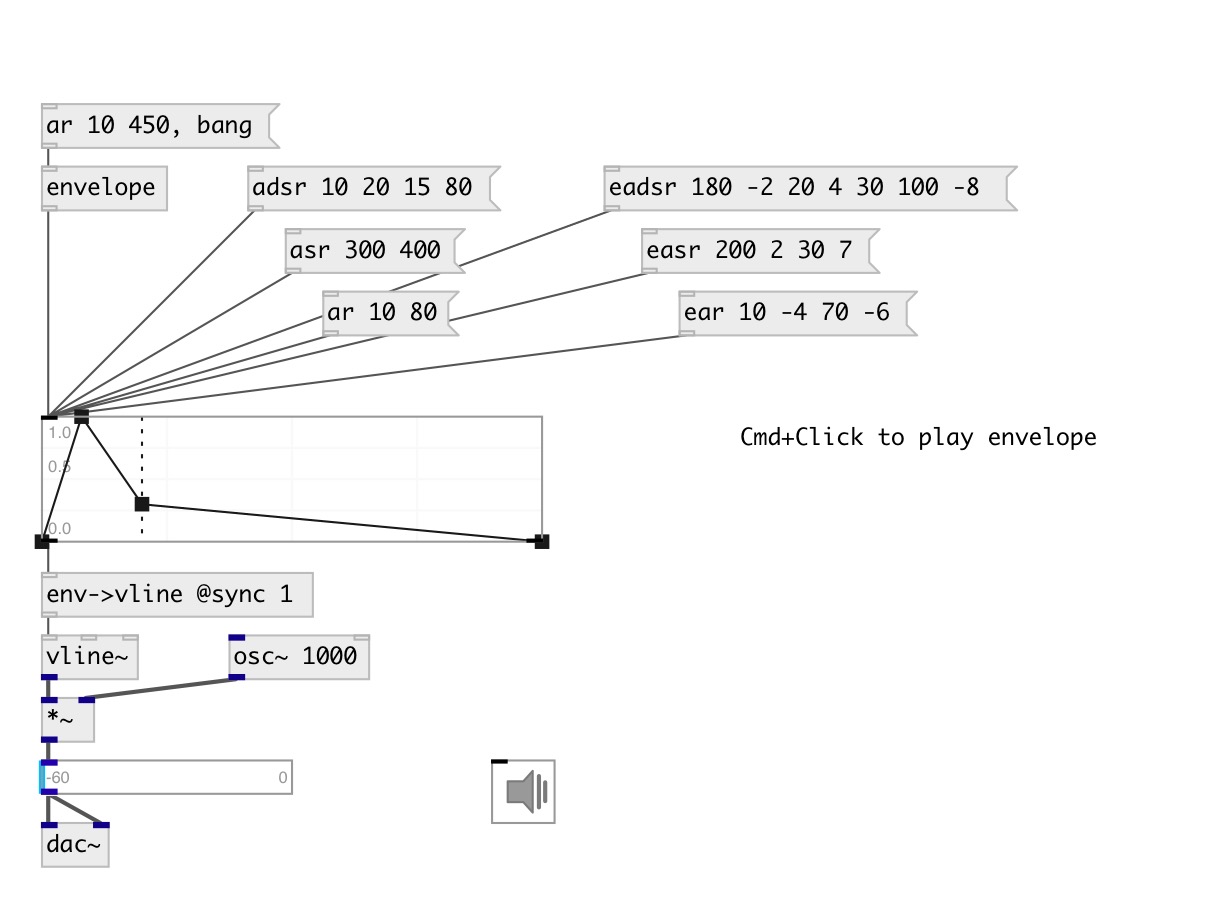 ar 10 450, bang
envelope
adsr 10 20 15 80
eadsr 180 -2 20 4 30 100 -8
asr 300 400
easr 200 2 30 7
ar 10 80
ear 10 -4 70 -6
1.0
0.5
0.0
Cmd+Click to play envelope
env->vline @sync 1
vline~
osc~ 1000
*~
-60 0
dac~